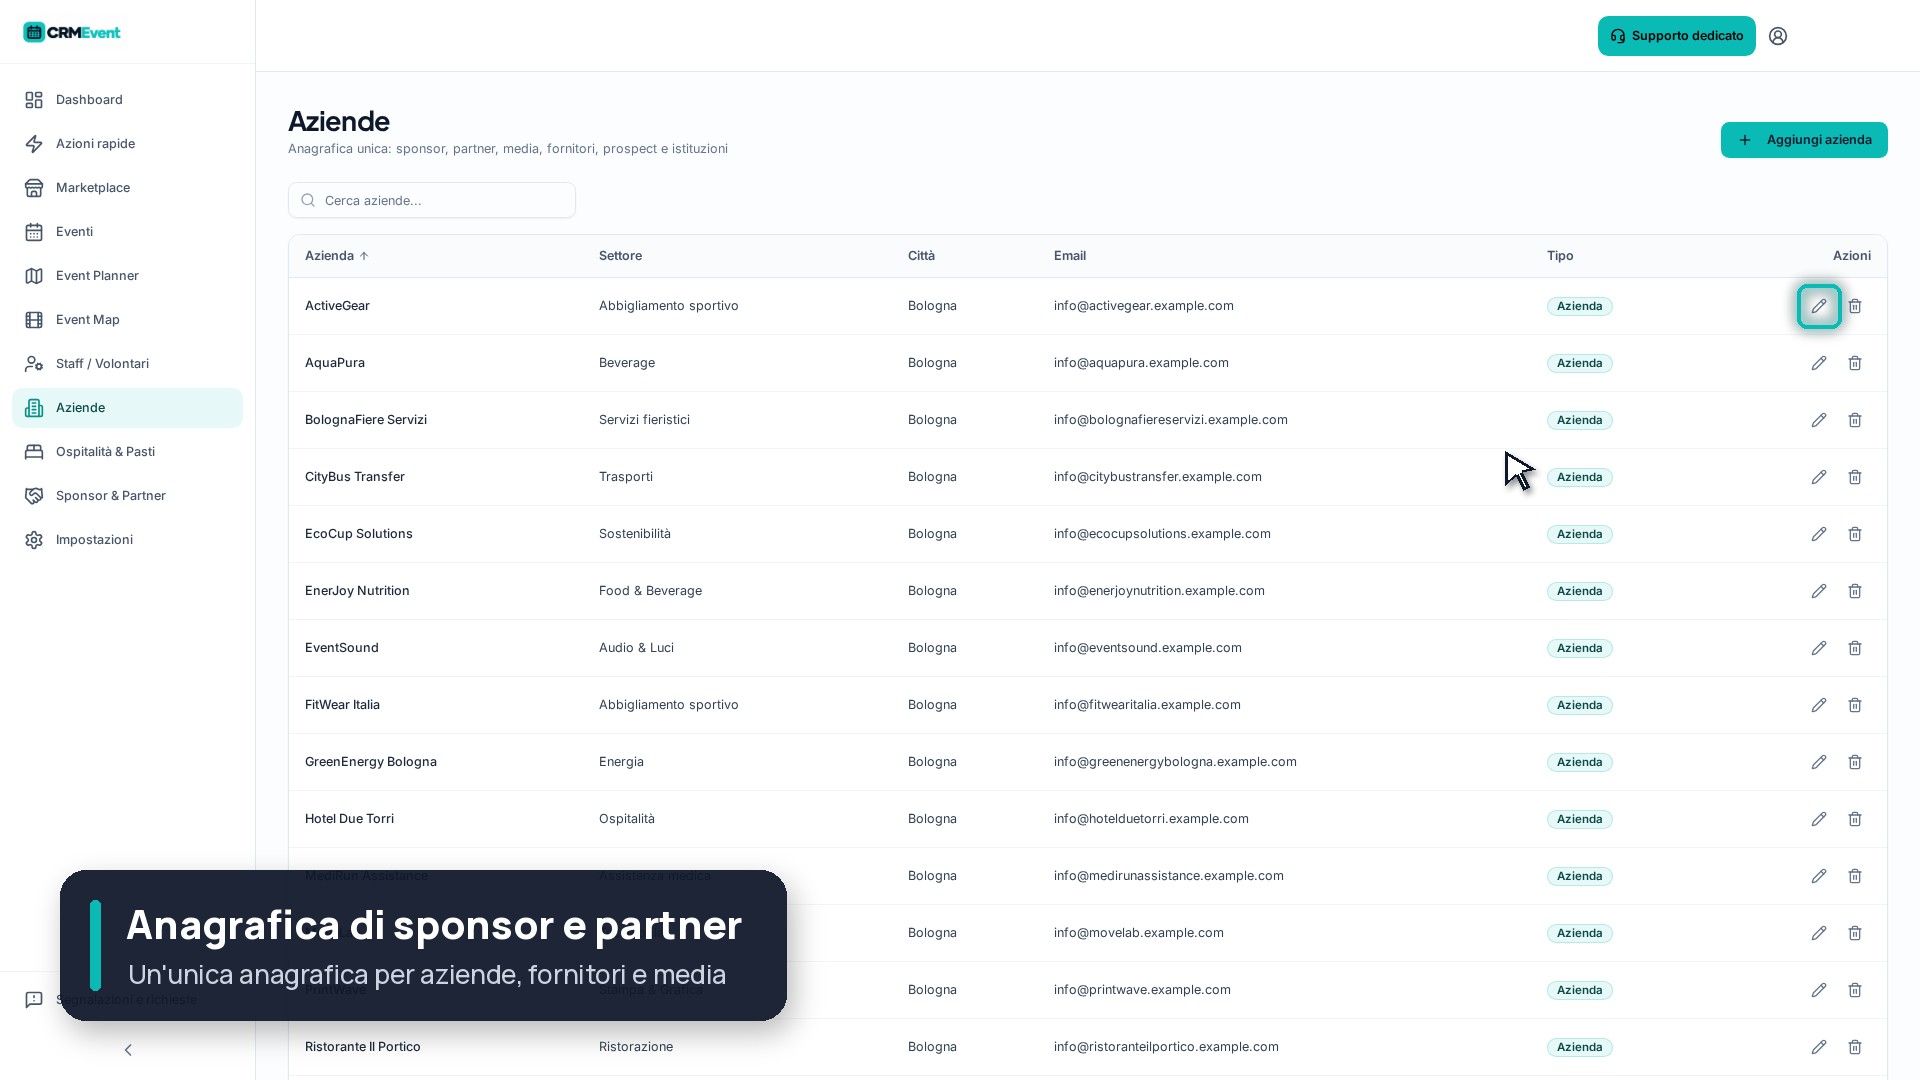 CRMEvent
Supporto dedicato
Dashboard
Azioni rapide
Marketplace
Eventi
Event Planner
Event Map
Staff / Volontari
Aziende
Ospitalità & Pasti
Sponsor & Partner
Impostazioni
Segnalazioni e richieste
Aziende
Anagrafica unica: sponsor, partner, media, fornitori, prospect e istituzioni
Aggiungi azienda
Cerca aziende...
Azienda Settore Città Email Tipo Azioni
ActiveGear Abbigliamento sportivo Bologna info@activegear.example.com Azienda
AquaPura Beverage Bologna info@aquapura.example.com Azienda
BolognaFiere Servizi Servizi fieristici Bologna info@bolognafiereservizi.example.com Azienda
CityBus Transfer Trasporti Bologna info@citybustransfer.example.com Azienda
EcoCup Solutions Sostenibilità Bologna info@ecocupsolutions.example.com Azienda
EnerJoy Nutrition Food & Beverage Bologna info@enerjoynutrition.example.com Azienda
EventSound Audio & Luci Bologna info@eventsound.example.com Azienda
FitWear Italia Abbigliamento sportivo Bologna info@fitwearitalia.example.com Azienda
GreenEnergy Bologna Energia Bologna info@greenenergybologna.example.com Azienda
Hotel Due Torri Ospitalità Bologna info@hotelduetorri.example.com Azienda
MediRun Assistance Assistenza medica Bologna info@medirunassistance.example.com Azienda
Bologna info@movelab.example.com Azienda
PrintWave Stampa & Grafica Bologna info@printwave.example.com Azienda
Ristorante Il Portico Ristorazione Bologna info@ristoranteilportico.example.com Azienda
Anagrafica di sponsor e partner
Un'unica anagrafica per aziende, fornitori e media